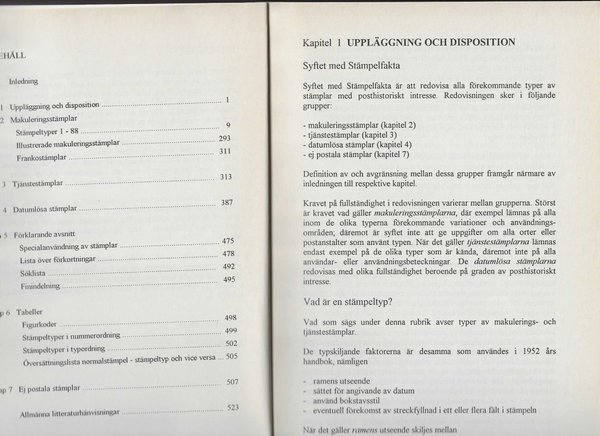 EHÅLL
Inledning
1 Uppläggning och disposition 1
2 Makuleringsstämplar
Stämpeltyper 1 - 88 9
Illustrerade makuleringsstämplar 293
Frankostämplar 311
3 Tjänstestämplar 313
4 Datumlösa stämplar 387
5 Förklarande avsnitt
Specialanvändning av stämplar 475
Lista över förkortningar 478
Söklista 492
Finindelning 495
ap 6 Tabeller
Figurkoder 498
Stämpeltyper i nummerordning 499
Stämpeltyper i typordning 502
Översättningslista normalstämpel - stämpeltyp och vice versa ... 505
ap 7 Ej postala stämplar 507
Allmänna litteraturhänvisningar 523
Kapitel 1 UPPLÄGGNING OCH DISPOSITION
Syftet med Stämpelfakta
Syftet med Stämpelfakta är att redovisa alla förekommande typer av
stämplar med posthistoriskt intresse. Redovisningen sker i följande
grupper:
- makuleringsstämplar (kapitel 2)
- tjänstestämplar (kapitel 3)
- datumlösa stämplar (kapitel 4)
- ej postala stämplar (kapitel 7)
Definition av och avgränsning mellan dessa grupper framgår närmare av
inledningen till respektive kapitel.
Kravet på fullständighet i redovisningen varierar mellan grupperna. Störst
är kravet vad gäller makuleringsstämplarna, där exempel lämnas på alla
inom de olika typerna förekommande variationer och användnings-
områden, däremot är syftet inte att ge uppgifter om alla orter eller
postanstalter som använt typen. När det gäller tjänstestämplarna lämnas
endast exempel på de olika typer som är kända, däremot inte på alla
användar- eller användningsbeteckningar. De datumlösa stämplarna
redovisas med olika fullständighet beroende på graden av posthistoriskt
intresse.
Vad är en stämpeltyp?
Vad som sägs under denna rubrik avser typer av makulerings- och
tjänstestämplar.
De typskiljande faktorerna är desamma som användes i 1952 års
handbok, nämligen
- ramens utseende
- sättet för angivande av datum
- använd bokstavsstil
- eventuell förekomst av streckfyllnad i ett eller flera fält i stämpeln
När det gäller ramens utseende skiljes mellan